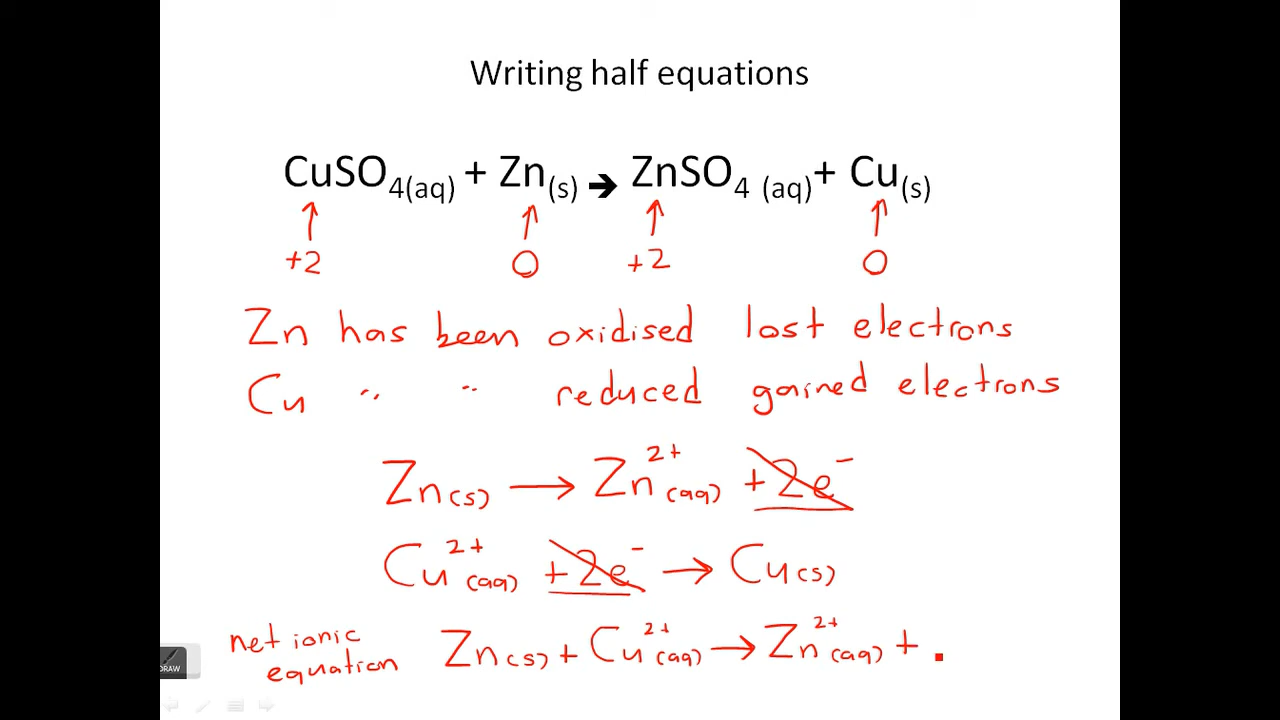 Writing half equations
CuSO4(aq) + Zn(s) → ZnSO4 (aq)+ Cu(s)
+2 0 +2 0
Zn has been oxidised lost electrons
Cu " " reduced gained electrons
Zn(s) → Zn2+(aq) +2e-
Cu2+(aq) +2e- → Cu(s)
net ionic
equation Zn(s) + Cu2+(aq) → Zn2+(aq) +
DRAW